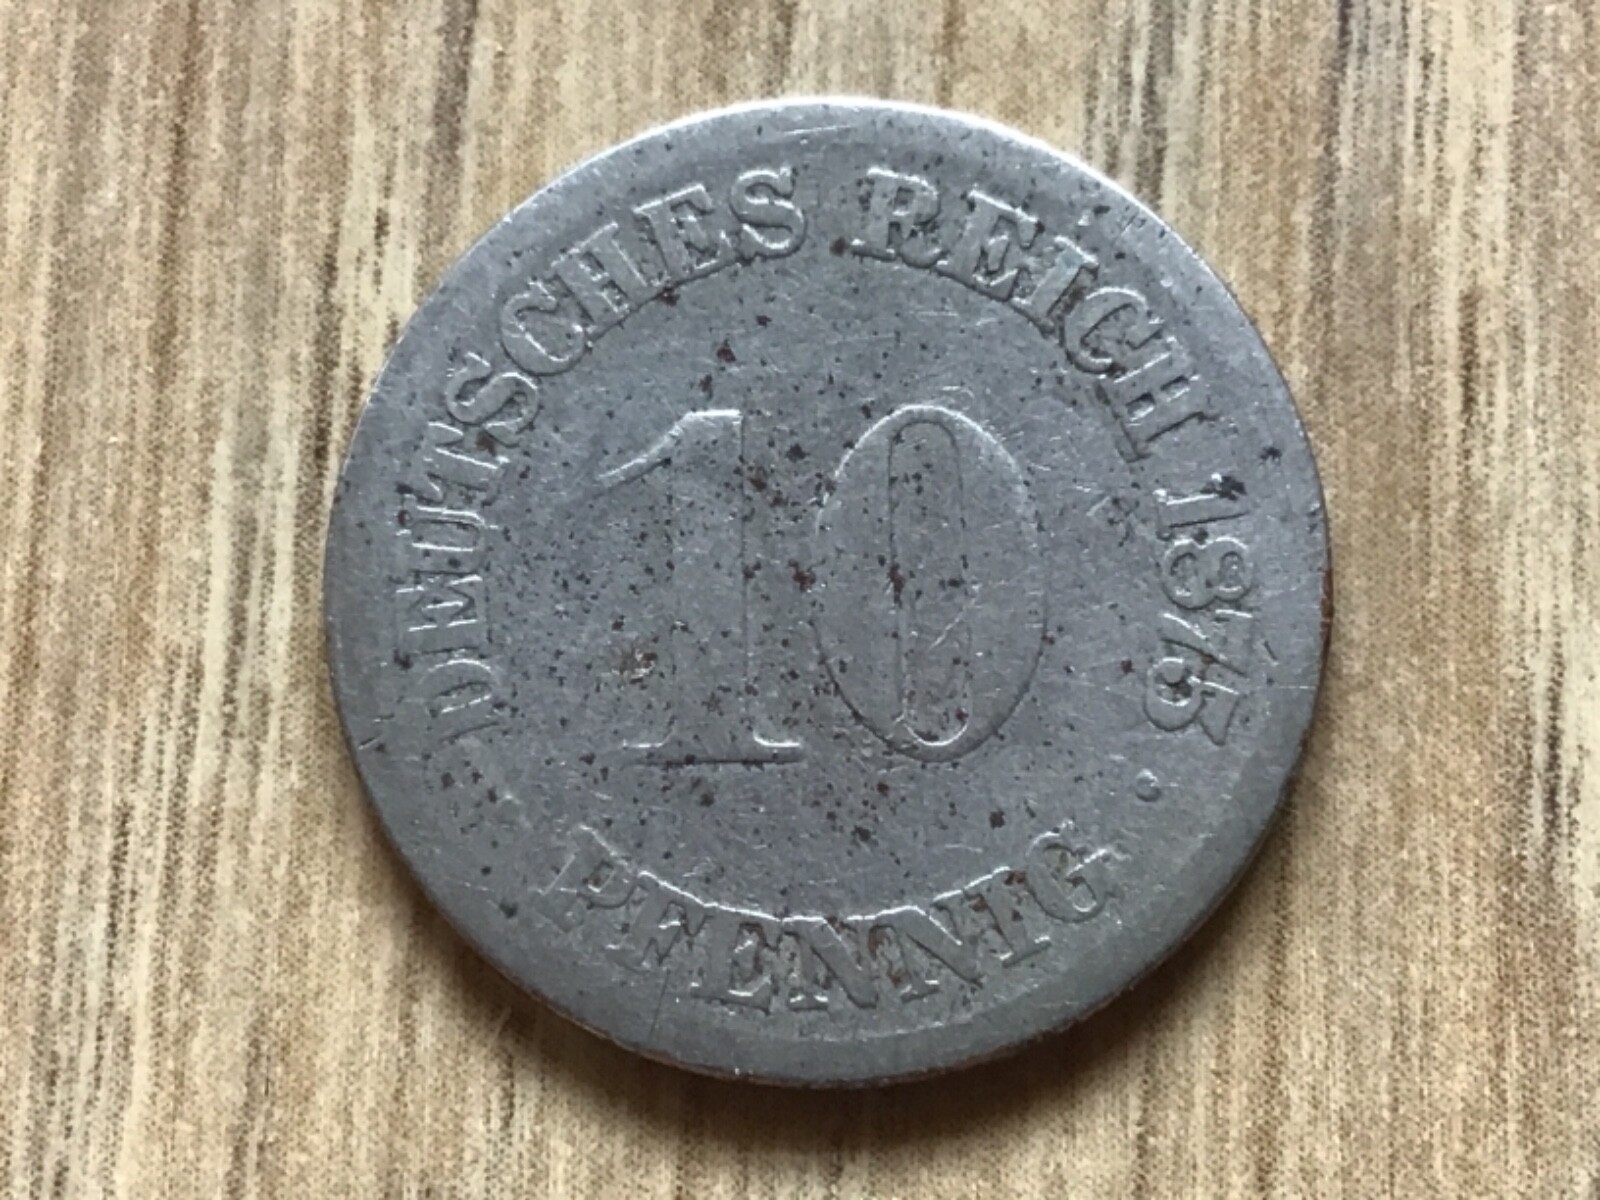 DEUTSCHES REICH 1875
10
PFENNIG